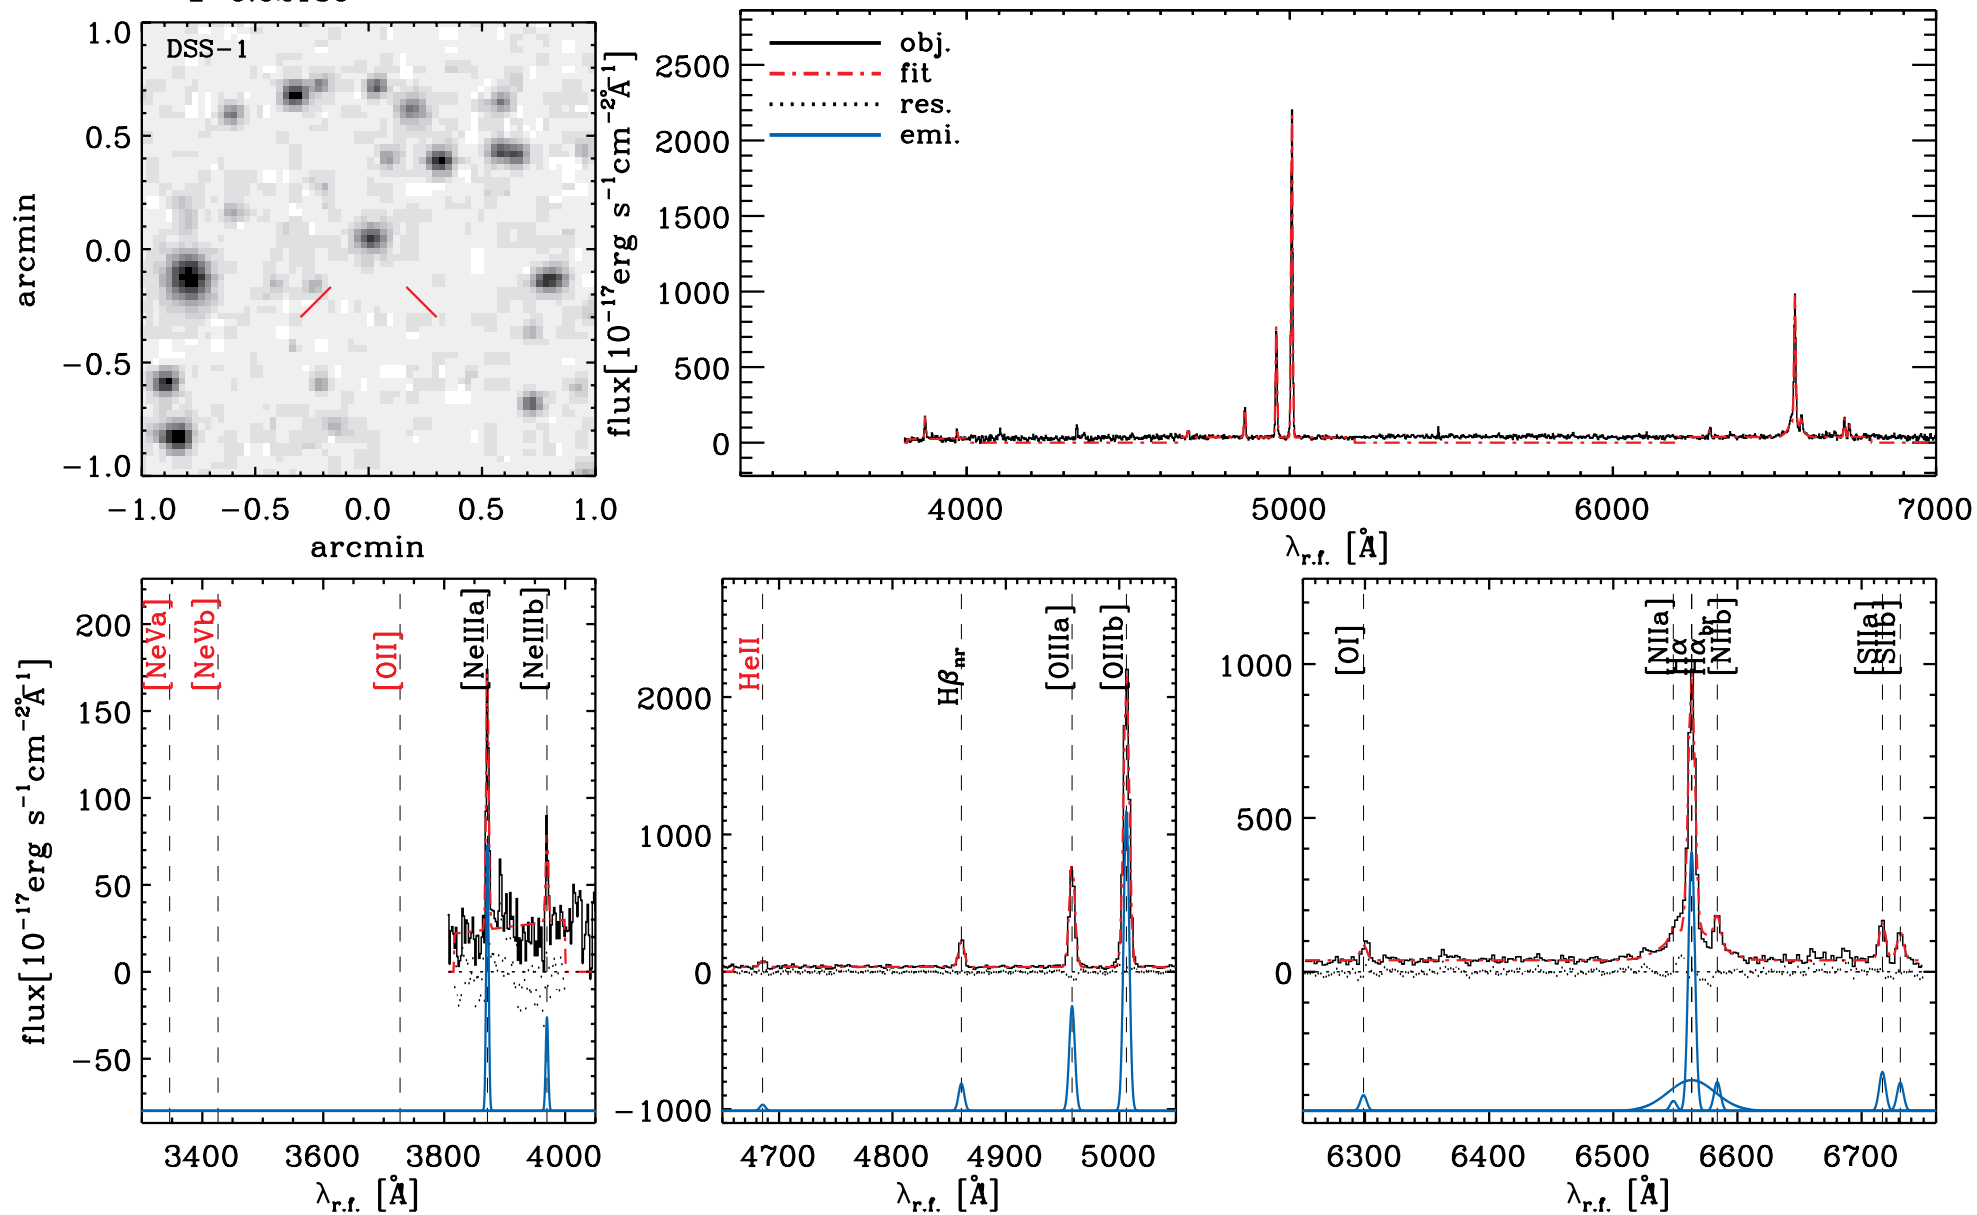 DSS-1
1.0
0.5
0.0
−0.5
−1.0
arcmin
−1.0 −0.5 0.0 0.5 1.0
arcmin
obj.
fit
res.
emi.
flux[10⁻¹⁷erg s⁻¹cm⁻²Å⁻¹]
2500
2000
1500
1000
500
0
4000 5000 6000 7000
λr.f. [Å]
flux[10⁻¹⁷erg s⁻¹cm⁻²Å⁻¹]
200
150
100
50
0
−50
[NeVa] [NeVb] [OII] [NeIIIa] [NeIIIb]
3400 3600 3800 4000
λr.f. [Å]
2000
1000
0
−1000
HeII Hβnr [OIIIa] [OIIIb]
4700 4800 4900 5000
λr.f. [Å]
1000
500
0
[OI] [NIIa] Hα Hαbr [NIIb] [SIIa] [SIIb]
6300 6400 6500 6600 6700
λr.f. [Å]